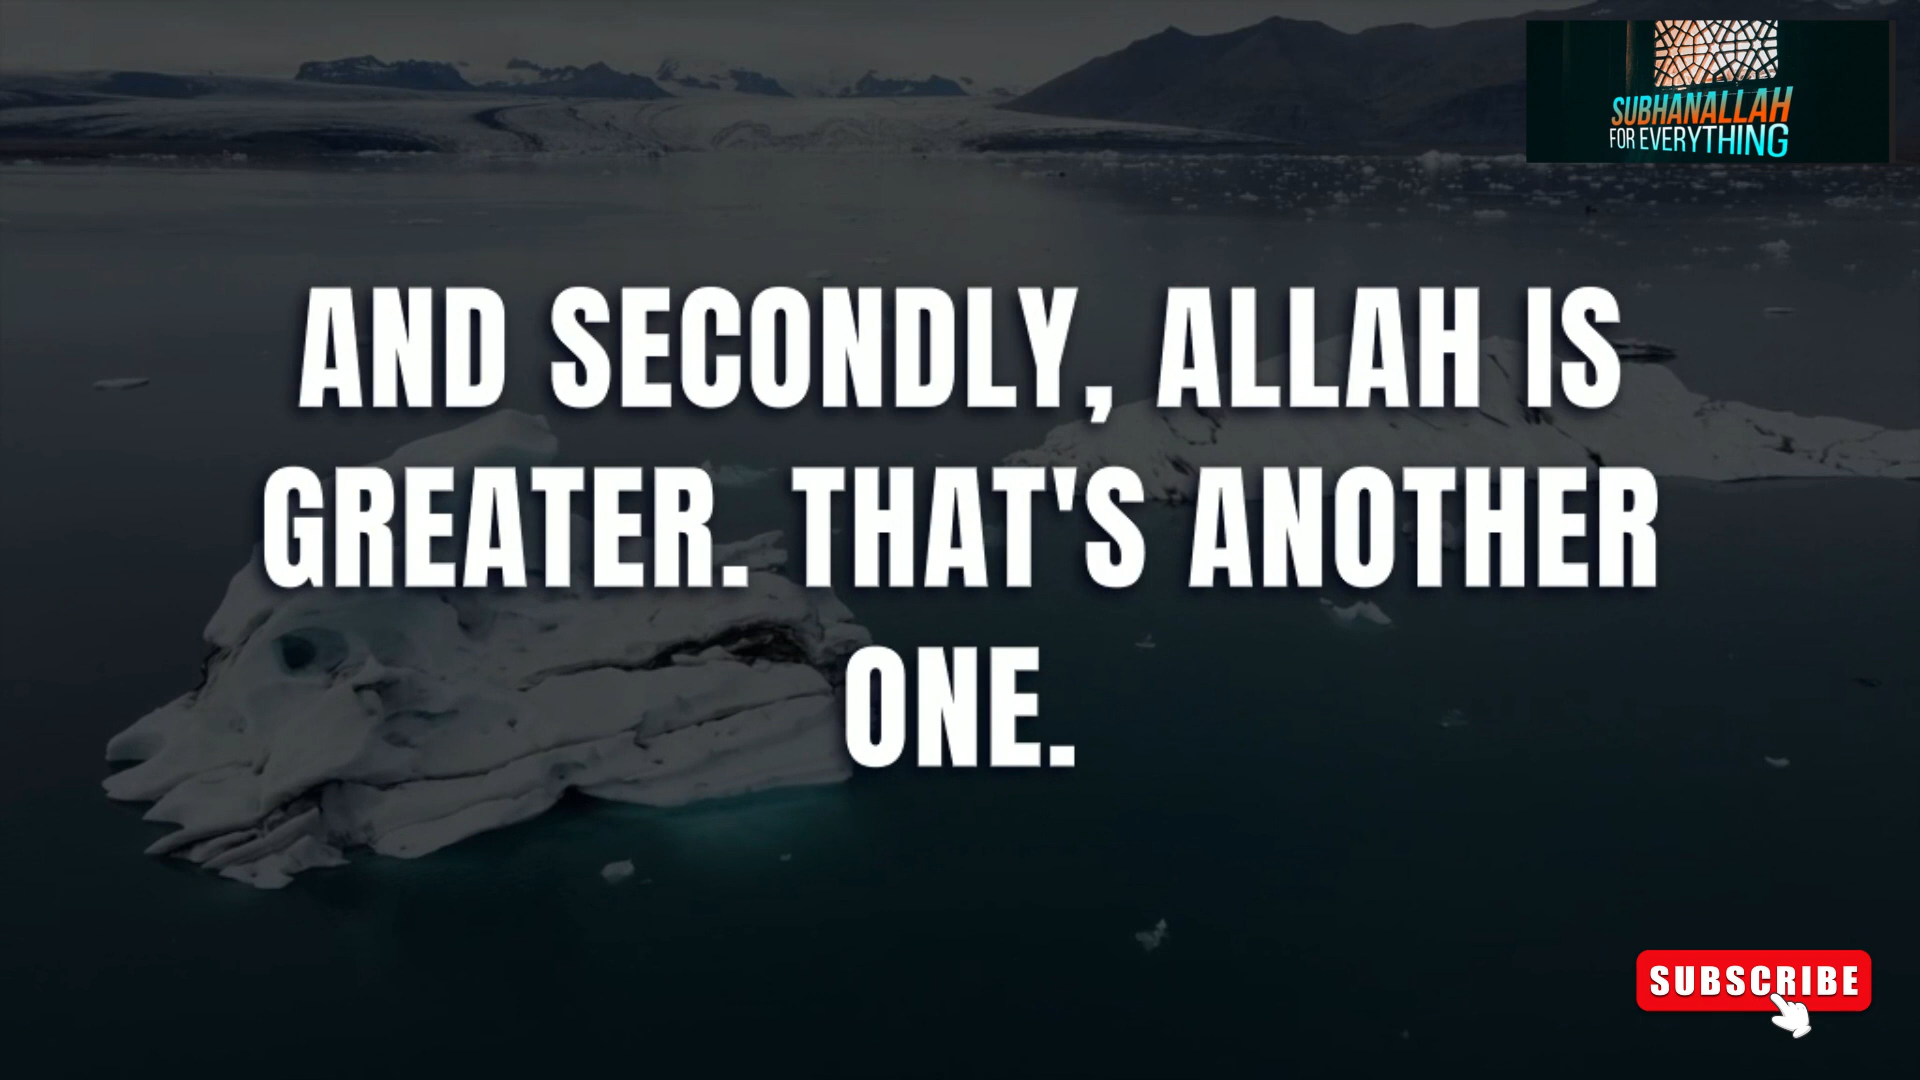 SUBHANALLAH
FOR EVERYTHING
AND SECONDLY, ALLAH IS
GREATER. THAT'S ANOTHER
ONE.
SUBSCRIBE